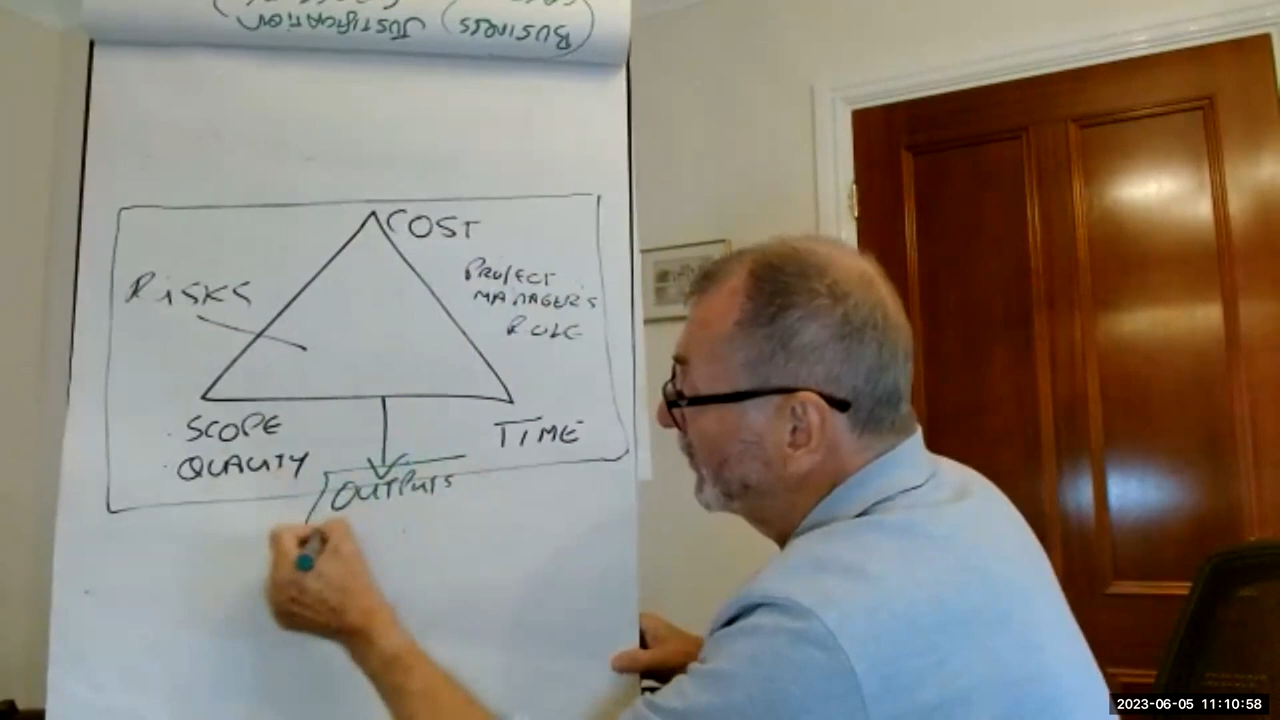 (BUSINESS) JUSTIFICATION
COST
RISKS
PROJECT
MANAGER'S
ROLE
SCOPE
QUALITY
TIME
OUTPUTS
2023-06-05 11:10:58